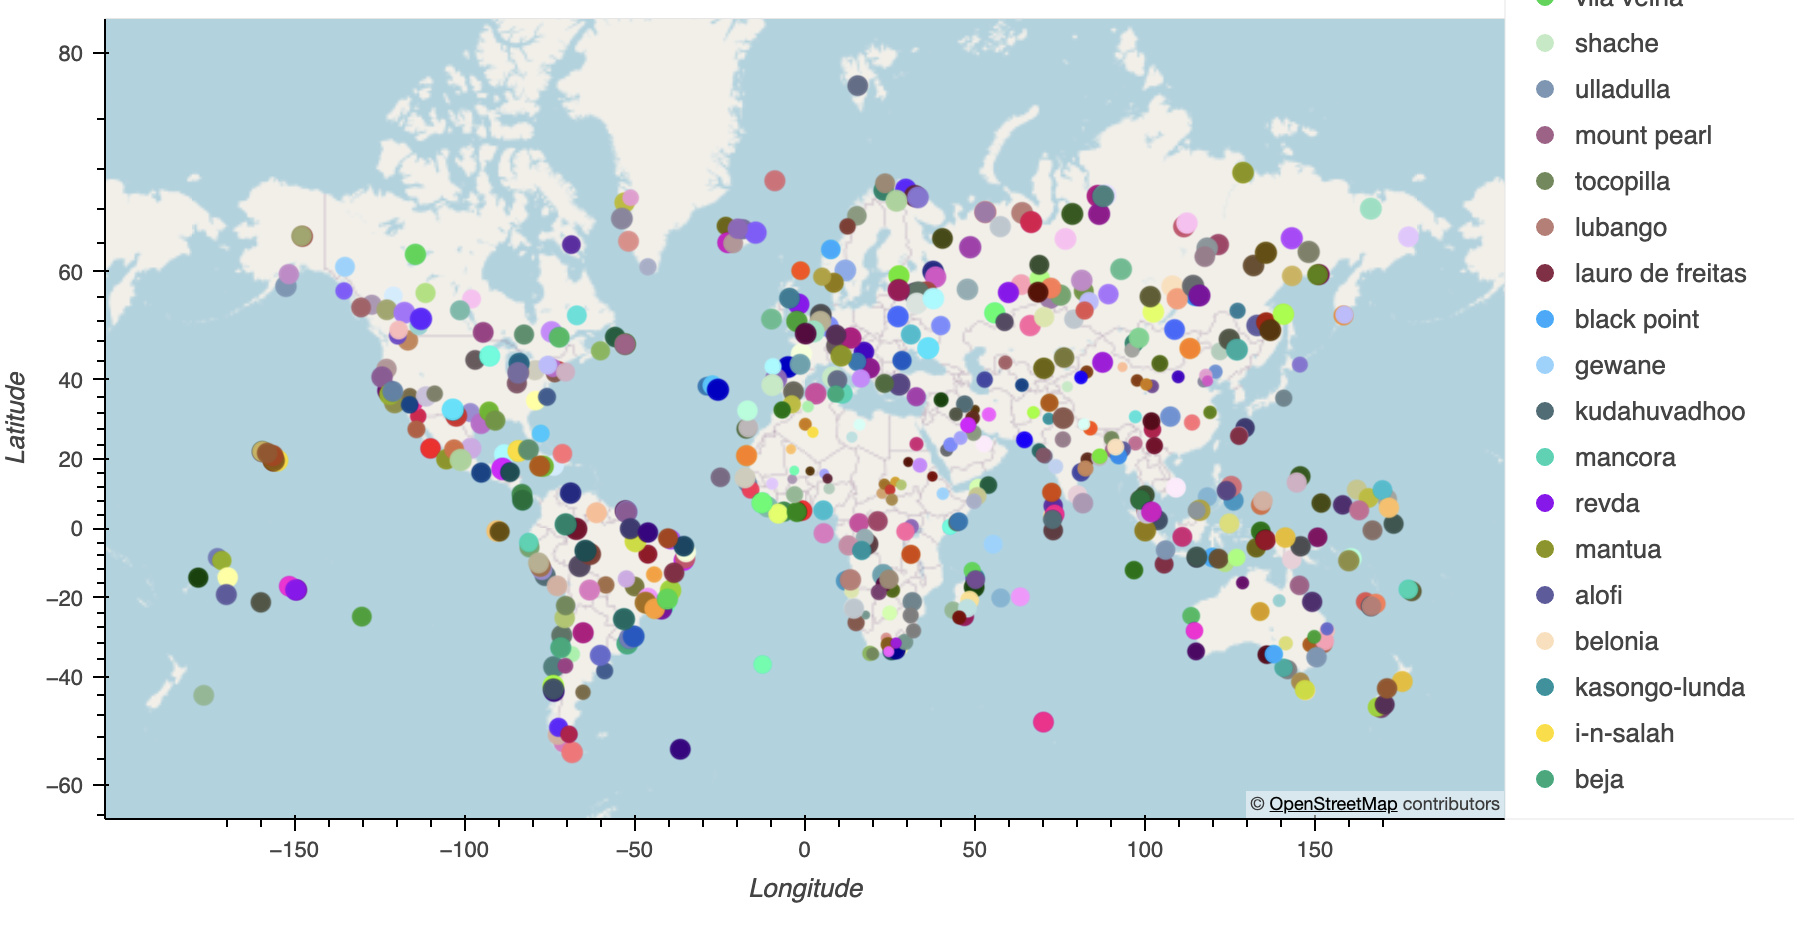 shache
ulladulla
mount pearl
tocopilla
lubango
lauro de freitas
black point
gewane
kudahuvadhoo
mancora
revda
mantua
alofi
belonia
kasongo-lunda
i-n-salah
beja
80
60
40
20
0
−20
−40
−60
Latitude
© OpenStreetMap contributors
−150
−100
−50
0
50
100
150
Longitude